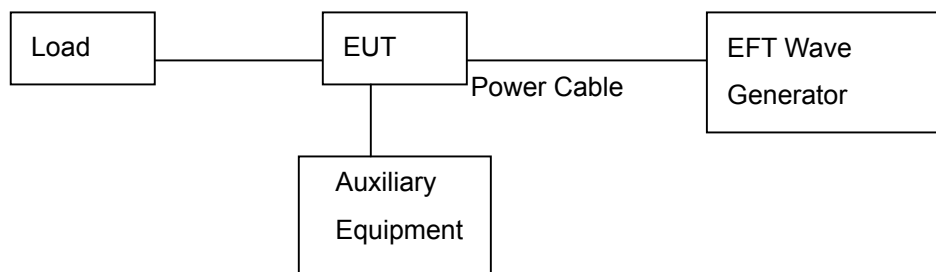 Load
EUT
EFT Wave
Generator
Power Cable
Auxiliary
Equipment